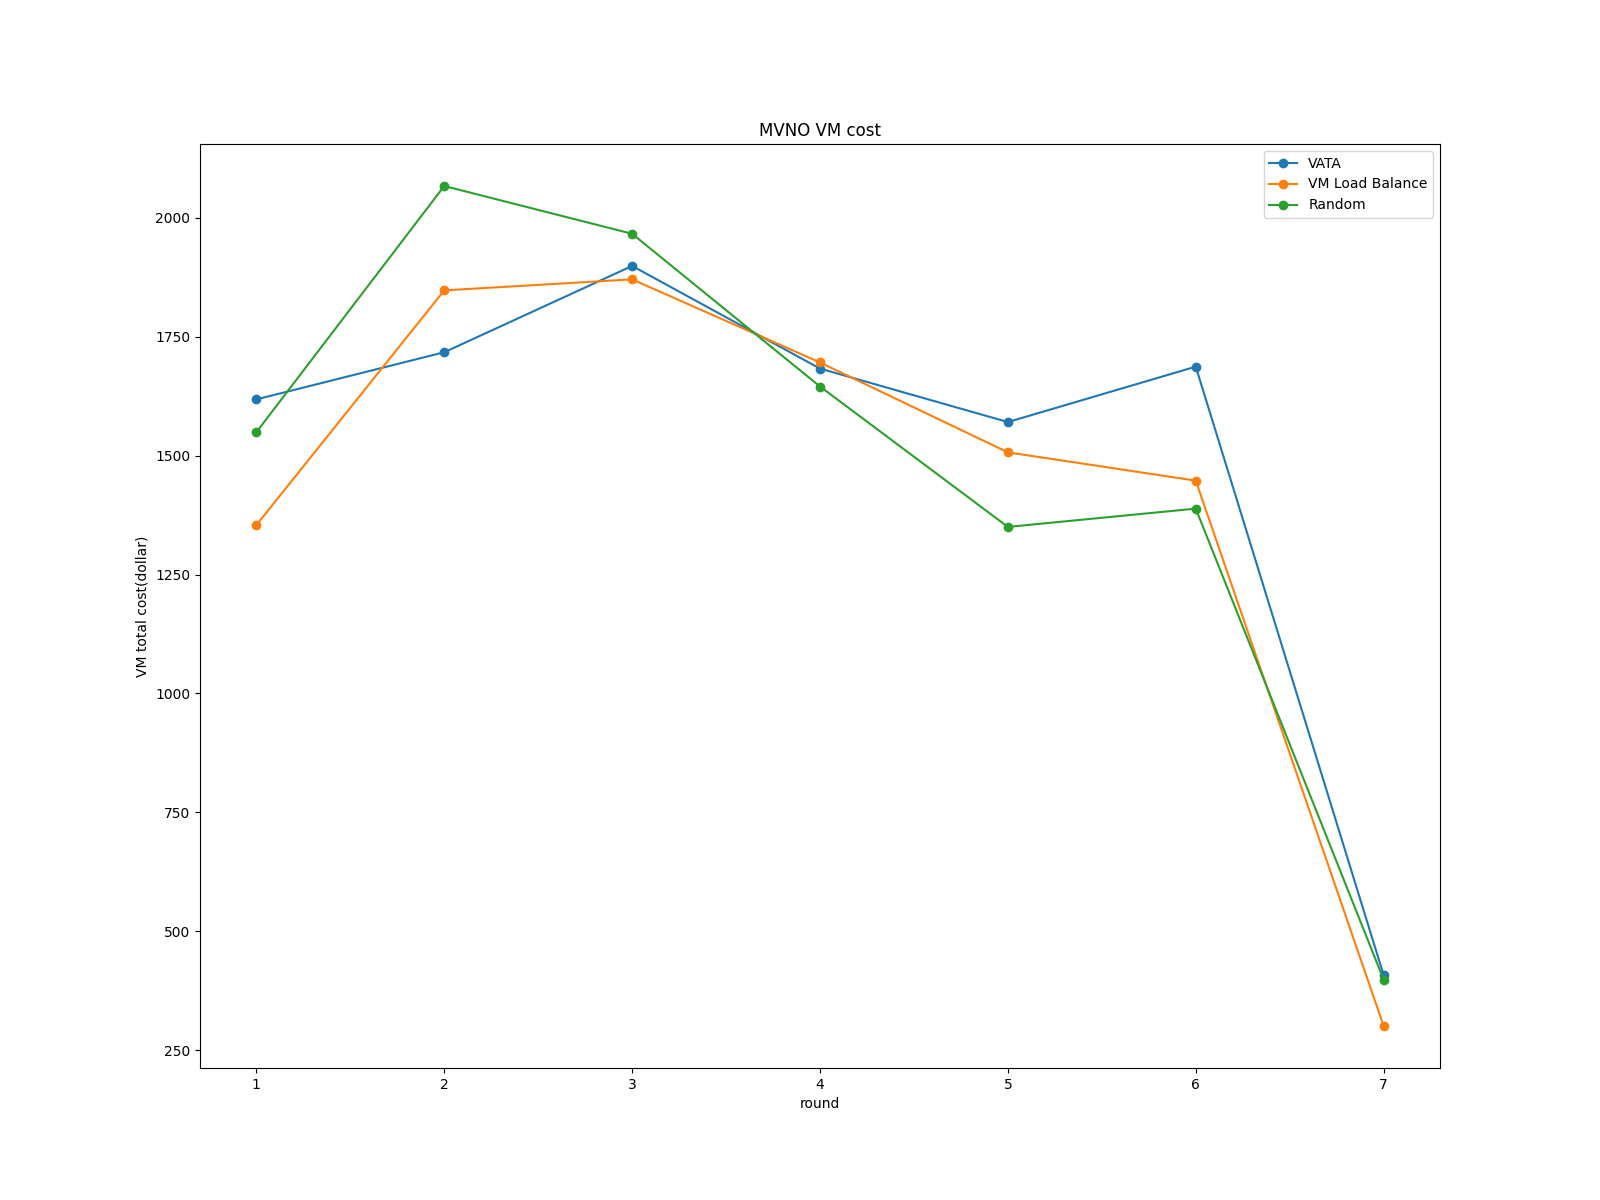 MVNO VM cost
VATA
VM Load Balance
Random
2000
1750
1500
1250
1000
750
500
250
VM total cost(dollar)
1 2 3 4 5 6 7
round